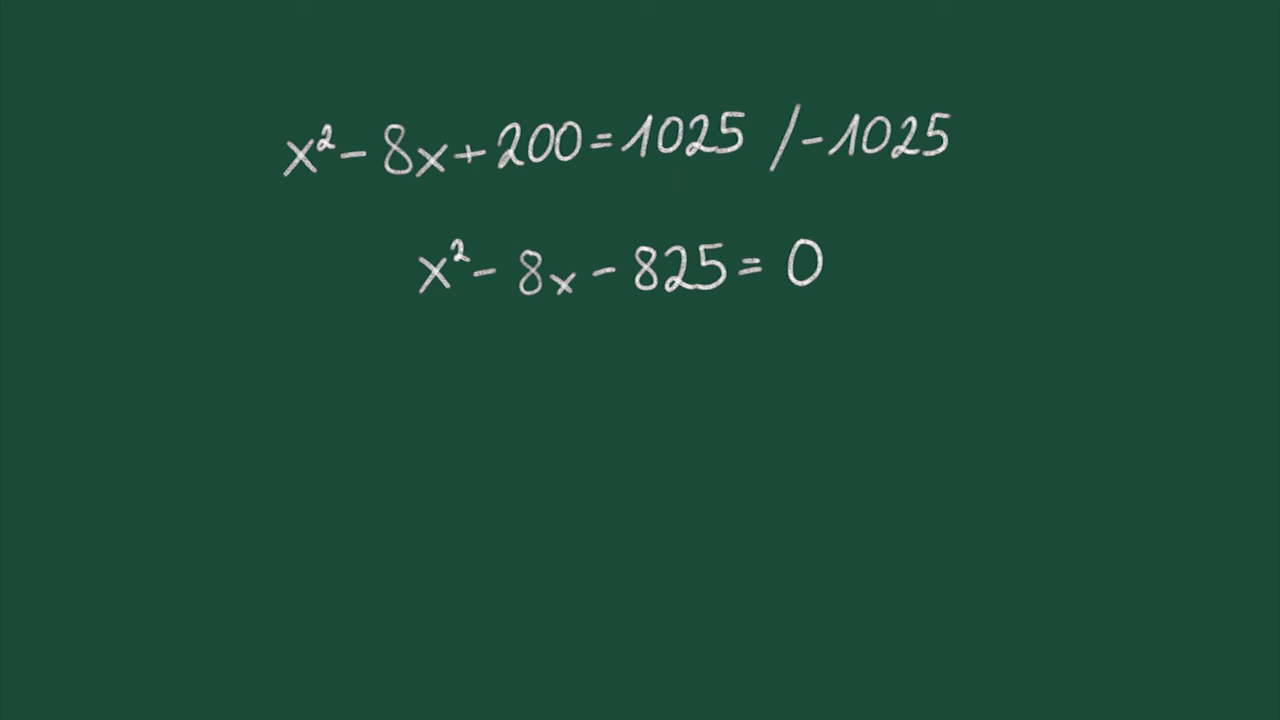 x² - 8x + 200 = 1025 / - 1025
x² - 8x - 825 = 0